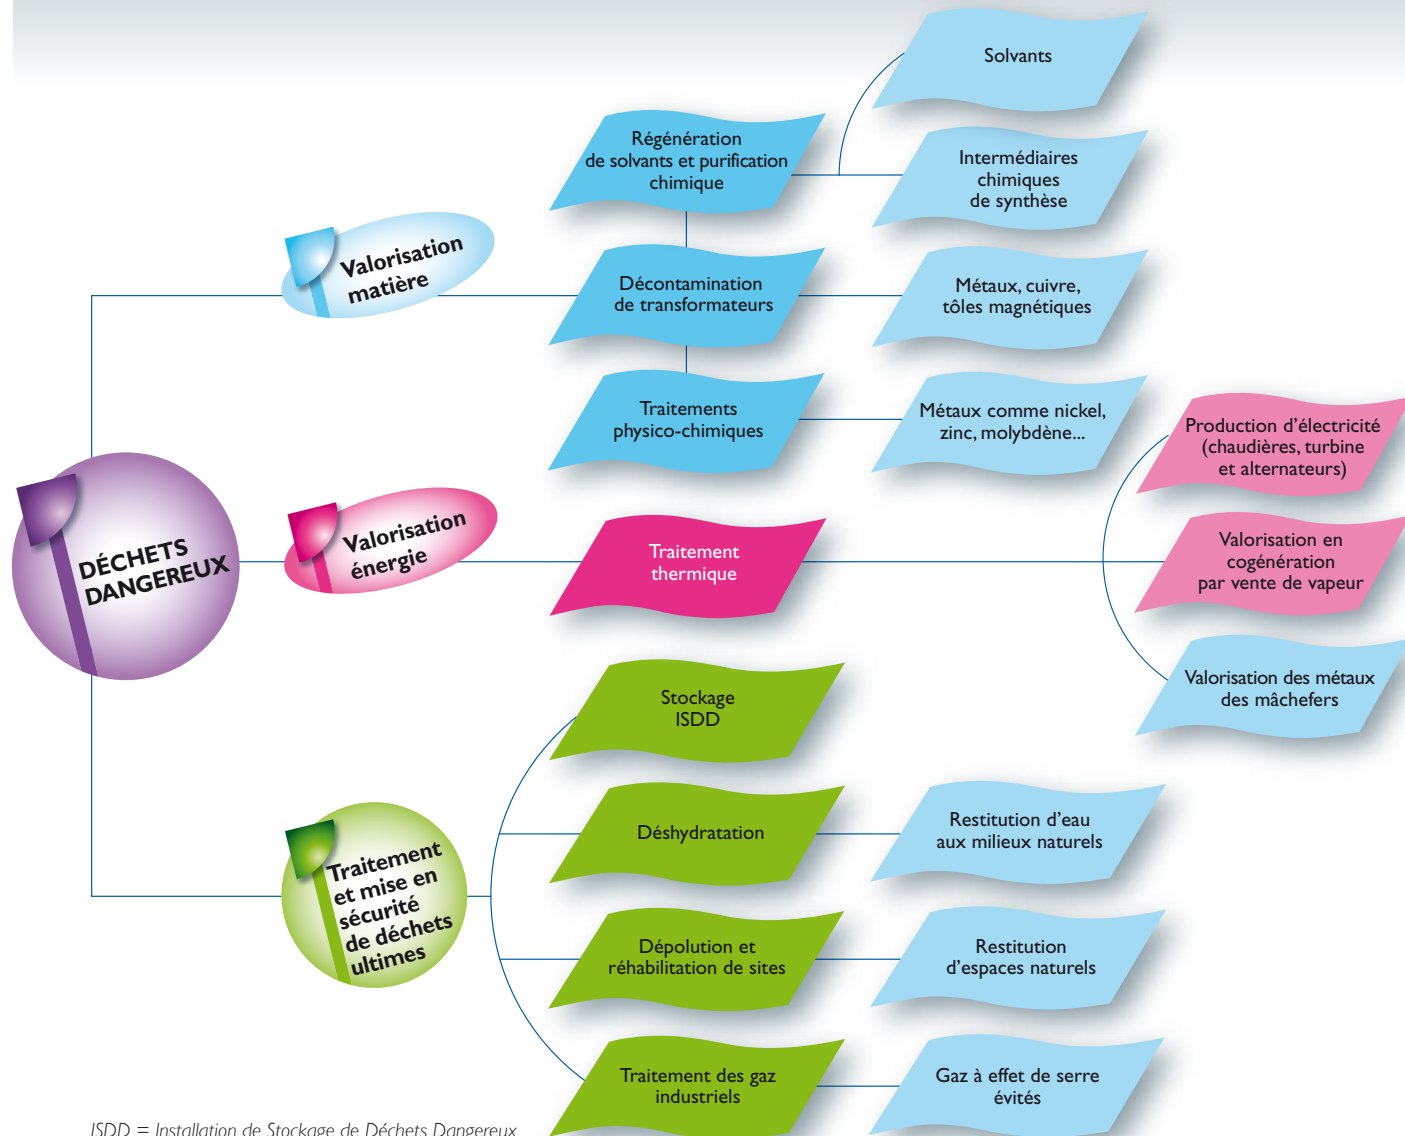 Solvants
Régénération
de solvants et purification
chimique
Intermédiaires
chimiques
de synthèse
Valorisation
matière
Décontamination
de transformateurs
Métaux, cuivre,
tôles magnétiques
Traitements
physico-chimiques
Métaux comme nickel,
zinc, molybdène...
Production d’électricité
(chaudières, turbine
et alternateurs)
DÉCHETS
DANGEREUX
Valorisation
énergie
Traitement
thermique
Valorisation en
cogénération
par vente de vapeur
Valorisation des métaux
des mâchefers
Stockage
ISDD
Traitement
et mise en
sécurité
de déchets
ultimes
Déshydratation
Restitution d’eau
aux milieux naturels
Dépolution et
réhabilitation de sites
Restitution
d’espaces naturels
Traitement des gaz
industriels
Gaz à effet de serre
évités
ISDD = Installation de Stockage de Déchets Dangereux